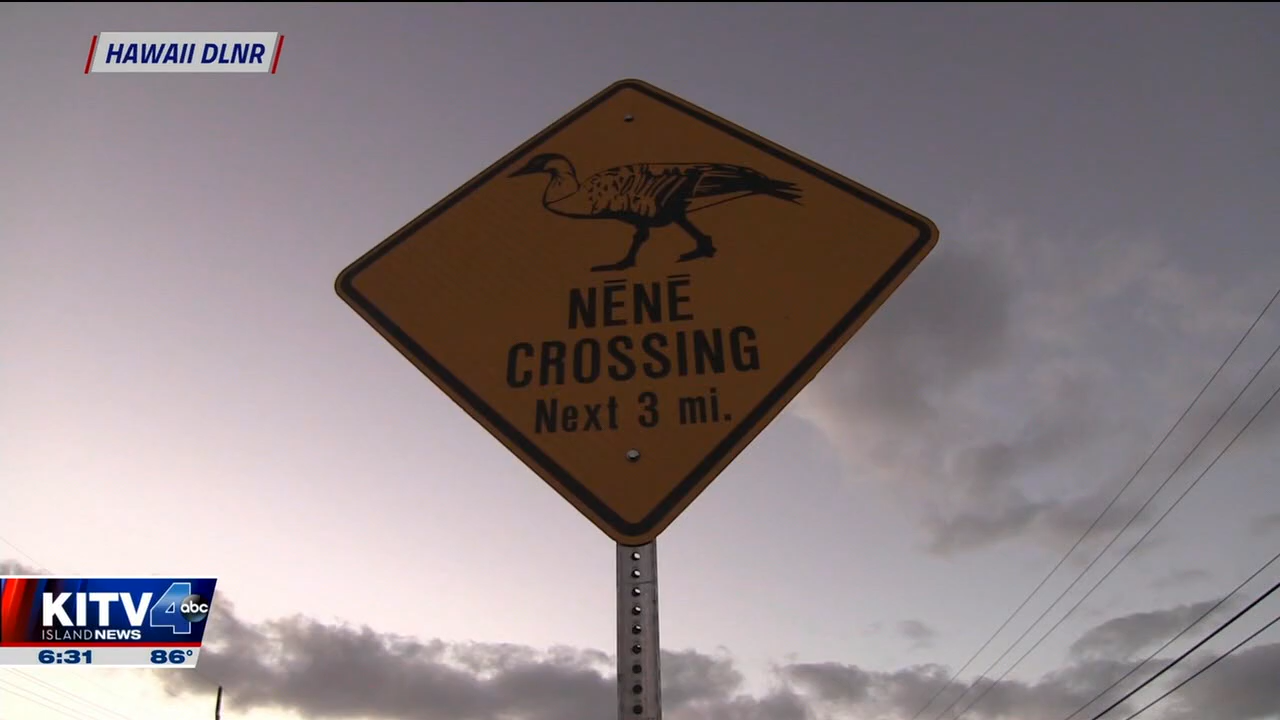 HAWAII DLNR
NĒNĒ
CROSSING
Next 3 mi.
KITV4 abc
ISLAND NEWS
6:31 86°